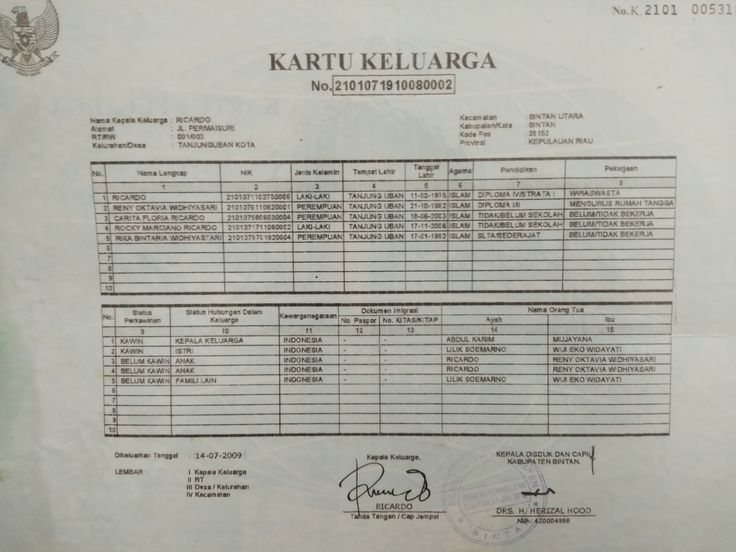 No.K. 2101 00531
KARTU KELUARGA
No. 2101071910080002
Nama Kepala Keluarga : RICARDO
Alamat : JL. PERMAISURI
RT/RW : 001/003
Kelurahan/Desa : TANJUNGUBAN KOTA
Kecamatan : BINTAN UTARA
Kabupaten/Kota : BINTAN
Kode Pos : 29152
Provinsi : KEPULAUAN RIAU
No. Nama Lengkap NIK Jenis Kelamin Tempat Lahir Tanggal Lahir Agama Pendidikan Pekerjaan
1 2 3 4 5 6 7 8
1 RICARDO LAKI-LAKI TANJUNG UBAN 11-02-1975 ISLAM DIPLOMA IV/STRATA I WIRASWASTA
2 RENY OKTAVIA WIDHIYASARI PEREMPUAN TANJUNG UBAN 21-10-1982 ISLAM DIPLOMA I/II MENGURUS RUMAH TANGGA
3 CARITA FLORIA RICARDO PEREMPUAN TANJUNG UBAN 18-06-2003 ISLAM TIDAK/BELUM SEKOLAH BELUM/TIDAK BEKERJA
4 ROCKY MARCIANO RICARDO LAKI-LAKI TANJUNG UBAN 17-11-2006 ISLAM TIDAK/BELUM SEKOLAH BELUM/TIDAK BEKERJA
5 RIKA BINTARIA WIDHIYASTARI PEREMPUAN TANJUNG UBAN 17-01-1992 ISLAM SLTA/SEDERAJAT BELUM/TIDAK BEKERJA
6
7
8
9
10
No. Status Perkawinan Status Hubungan Dalam Keluarga Kewarganegaraan Dokumen Imigrasi Nama Orang Tua
No. Paspor No. KITAS/KITAP Ayah Ibu
9 10 11 12 13 14 15
1 KAWIN KEPALA KELUARGA INDONESIA - - ABDUL KARIM MUJAYANA
2 KAWIN ISTRI INDONESIA - - LILIK SOEMARNO WIJI EKO WIDAYATI
3 BELUM KAWIN ANAK INDONESIA - - RICARDO RENY OKTAVIA WIDHIYASARI
4 BELUM KAWIN ANAK INDONESIA - - RICARDO RENY OKTAVIA WIDHIYASARI
5 BELUM KAWIN FAMILI LAIN INDONESIA - - LILIK SOEMARNO WIJI EKO WIDAYATI
6
7
8
9
10
Dikeluarkan Tanggal : 14-07-2009
LEMBAR : I Kepala Keluarga
II RT
III Desa / Kelurahan
IV Kecamatan
Kepala Keluarga,
RICARDO
Tanda Tangan / Cap Jempol
KEPALA DISDUK DAN CAPIL
KABUPATEN BINTAN,
DRS. H. HERIZAL HOOD
NIP. 420004998
BINTAN